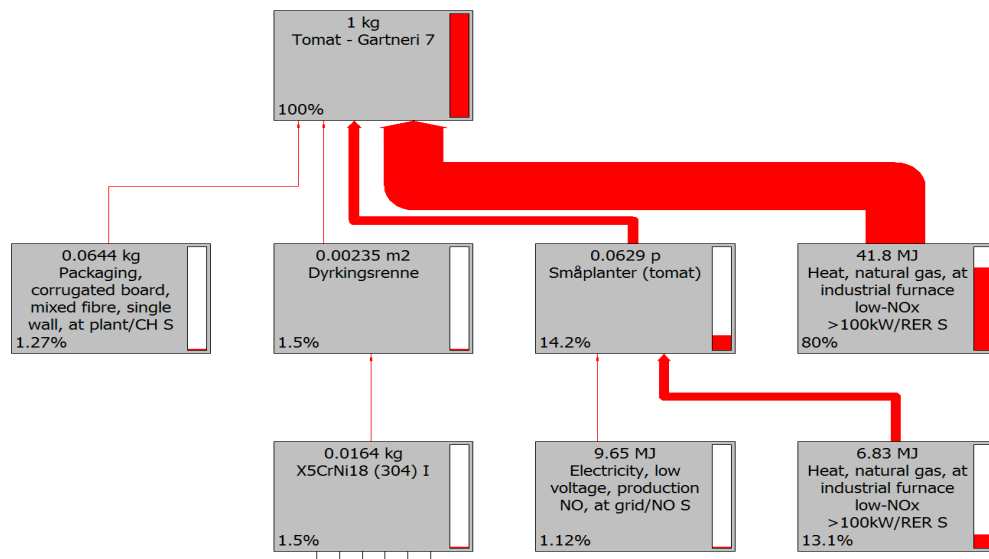 1 kg
Tomat - Gartneri 7
100%
0.0644 kg
Packaging,
corrugated board,
mixed fibre, single
wall, at plant/CH S
1.27%
0.00235 m2
Dyrkingsrenne
1.5%
0.0629 p
Småplanter (tomat)
14.2%
41.8 MJ
Heat, natural gas, at
industrial furnace
low-NOx
>100kW/RER S
80%
0.0164 kg
X5CrNi18 (304) I
1.5%
9.65 MJ
Electricity, low
voltage, production
NO, at grid/NO S
1.12%
6.83 MJ
Heat, natural gas, at
industrial furnace
low-NOx
>100kW/RER S
13.1%